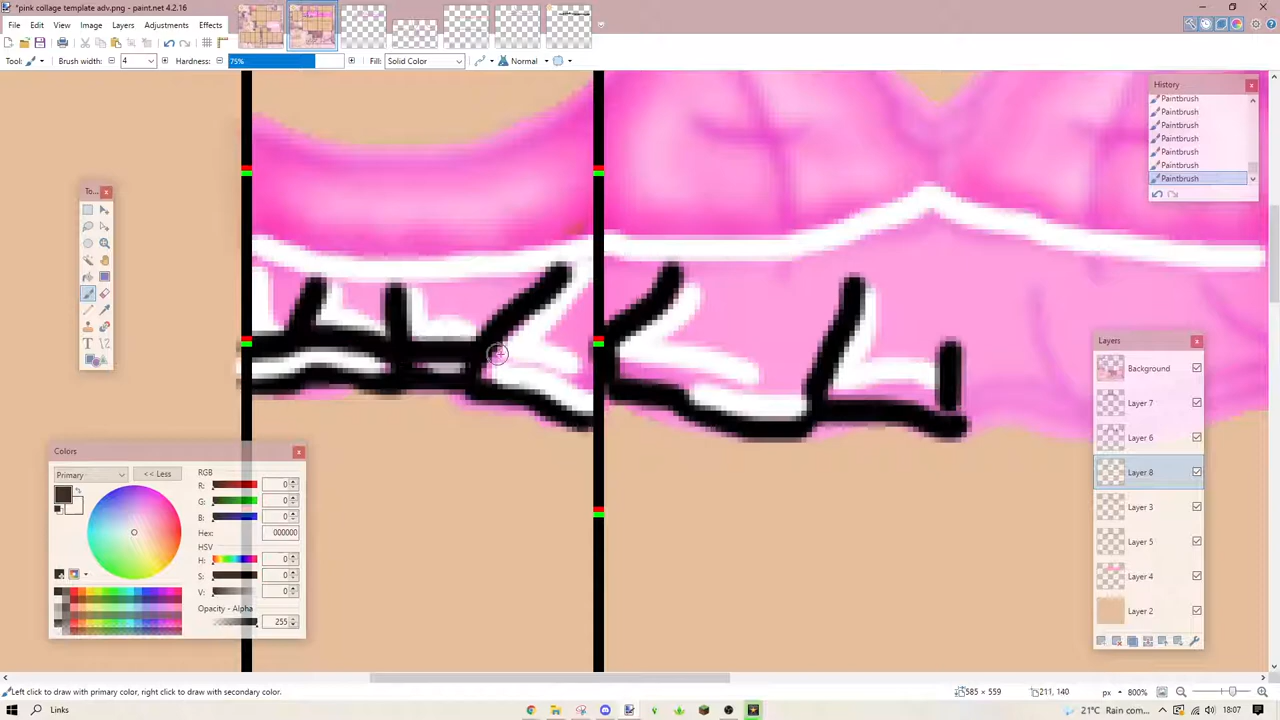 *pink collage template adv.png - paint.net 4.2.16
File Edit View Image Layers Adjustments Effects
Tool: Brush width: 4 Hardness: 75% Fill: Solid Color Normal
History
Paintbrush
Paintbrush
Paintbrush
Paintbrush
Paintbrush
Paintbrush
Paintbrush
To...
T
Layers
Background
Layer 7
Layer 6
Layer 8
Layer 3
Layer 5
Layer 4
Layer 2
Colors
Primary << Less
RGB
R: 0
G: 0
B: 0
Hex: 000000
HSV
H: 0
S: 0
V: 0
Opacity - Alpha
255
Left click to draw with primary color, right click to draw with secondary color.
585 × 559 211, 140 px 800%
Links
21°C Rain com... 18:07